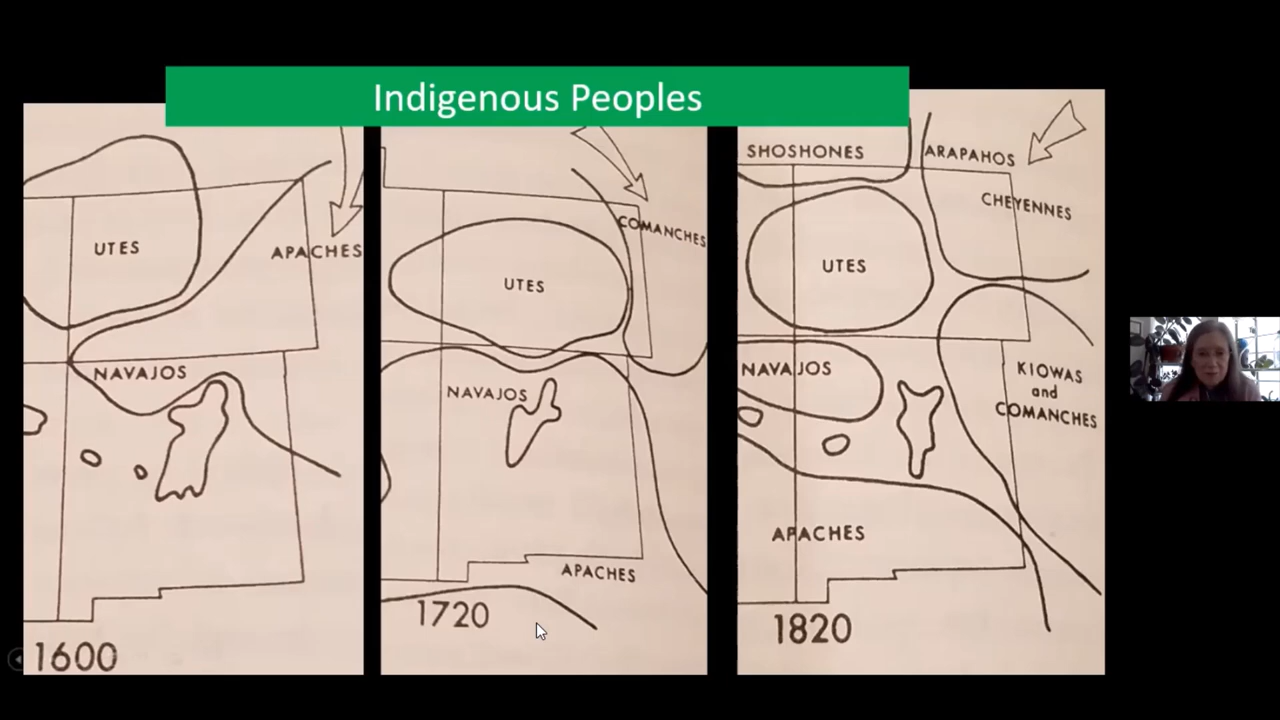 Indigenous Peoples
UTES
APACHES
NAVAJOS
1600
COMANCHES
UTES
NAVAJOS
APACHES
1720
SHOSHONES
ARAPAHOS
CHEYENNES
UTES
NAVAJOS
KIOWAS
and
COMANCHES
APACHES
1820